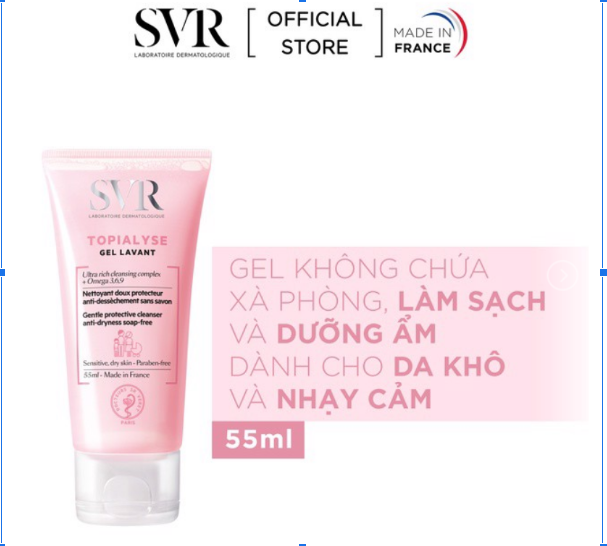 SVR
LABORATOIRE DERMATOLOGIQUE
OFFICIAL
STORE
MADE IN
FRANCE
SVR
LABORATOIRE DERMATOLOGIQUE
TOPIALYSE
GEL LAVANT
Ultra rich cleansing complex
+ Omega 3.6.9
Nettoyant doux protecteur
anti-dessèchement sans savon
Gentle protective cleanser
anti-dryness soap-free
Sensitive, dry skin - Paraben-free
55ml - Made in France
PARIS
GEL KHÔNG CHỨA
XÀ PHÒNG, LÀM SẠCH
VÀ DƯỠNG ẨM
DÀNH CHO DA KHÔ
VÀ NHẠY CẢM
55ml